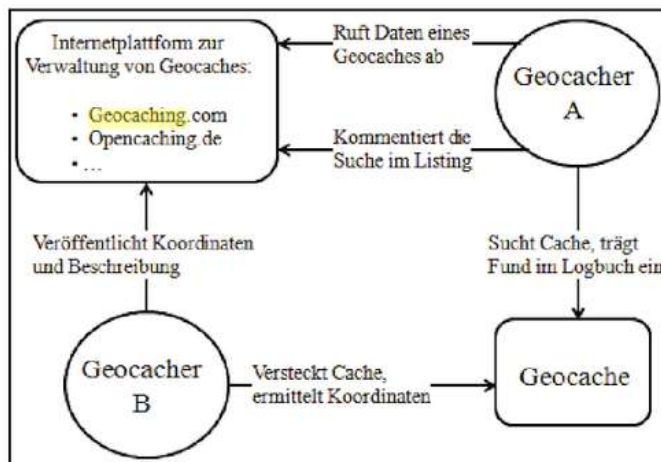 Internetplattform zur
Verwaltung von Geocaches:
• Geocaching.com
• Opencaching.de
• ...
Ruft Daten eines
Geocaches ab
Geocacher
A
Kommentiert die
Suche im Listing
Veröffentlicht Koordinaten
und Beschreibung
Sucht Cache, trägt
Fund im Logbuch ein
Geocacher
B
Versteckt Cache,
ermittelt Koordinaten
Geocache